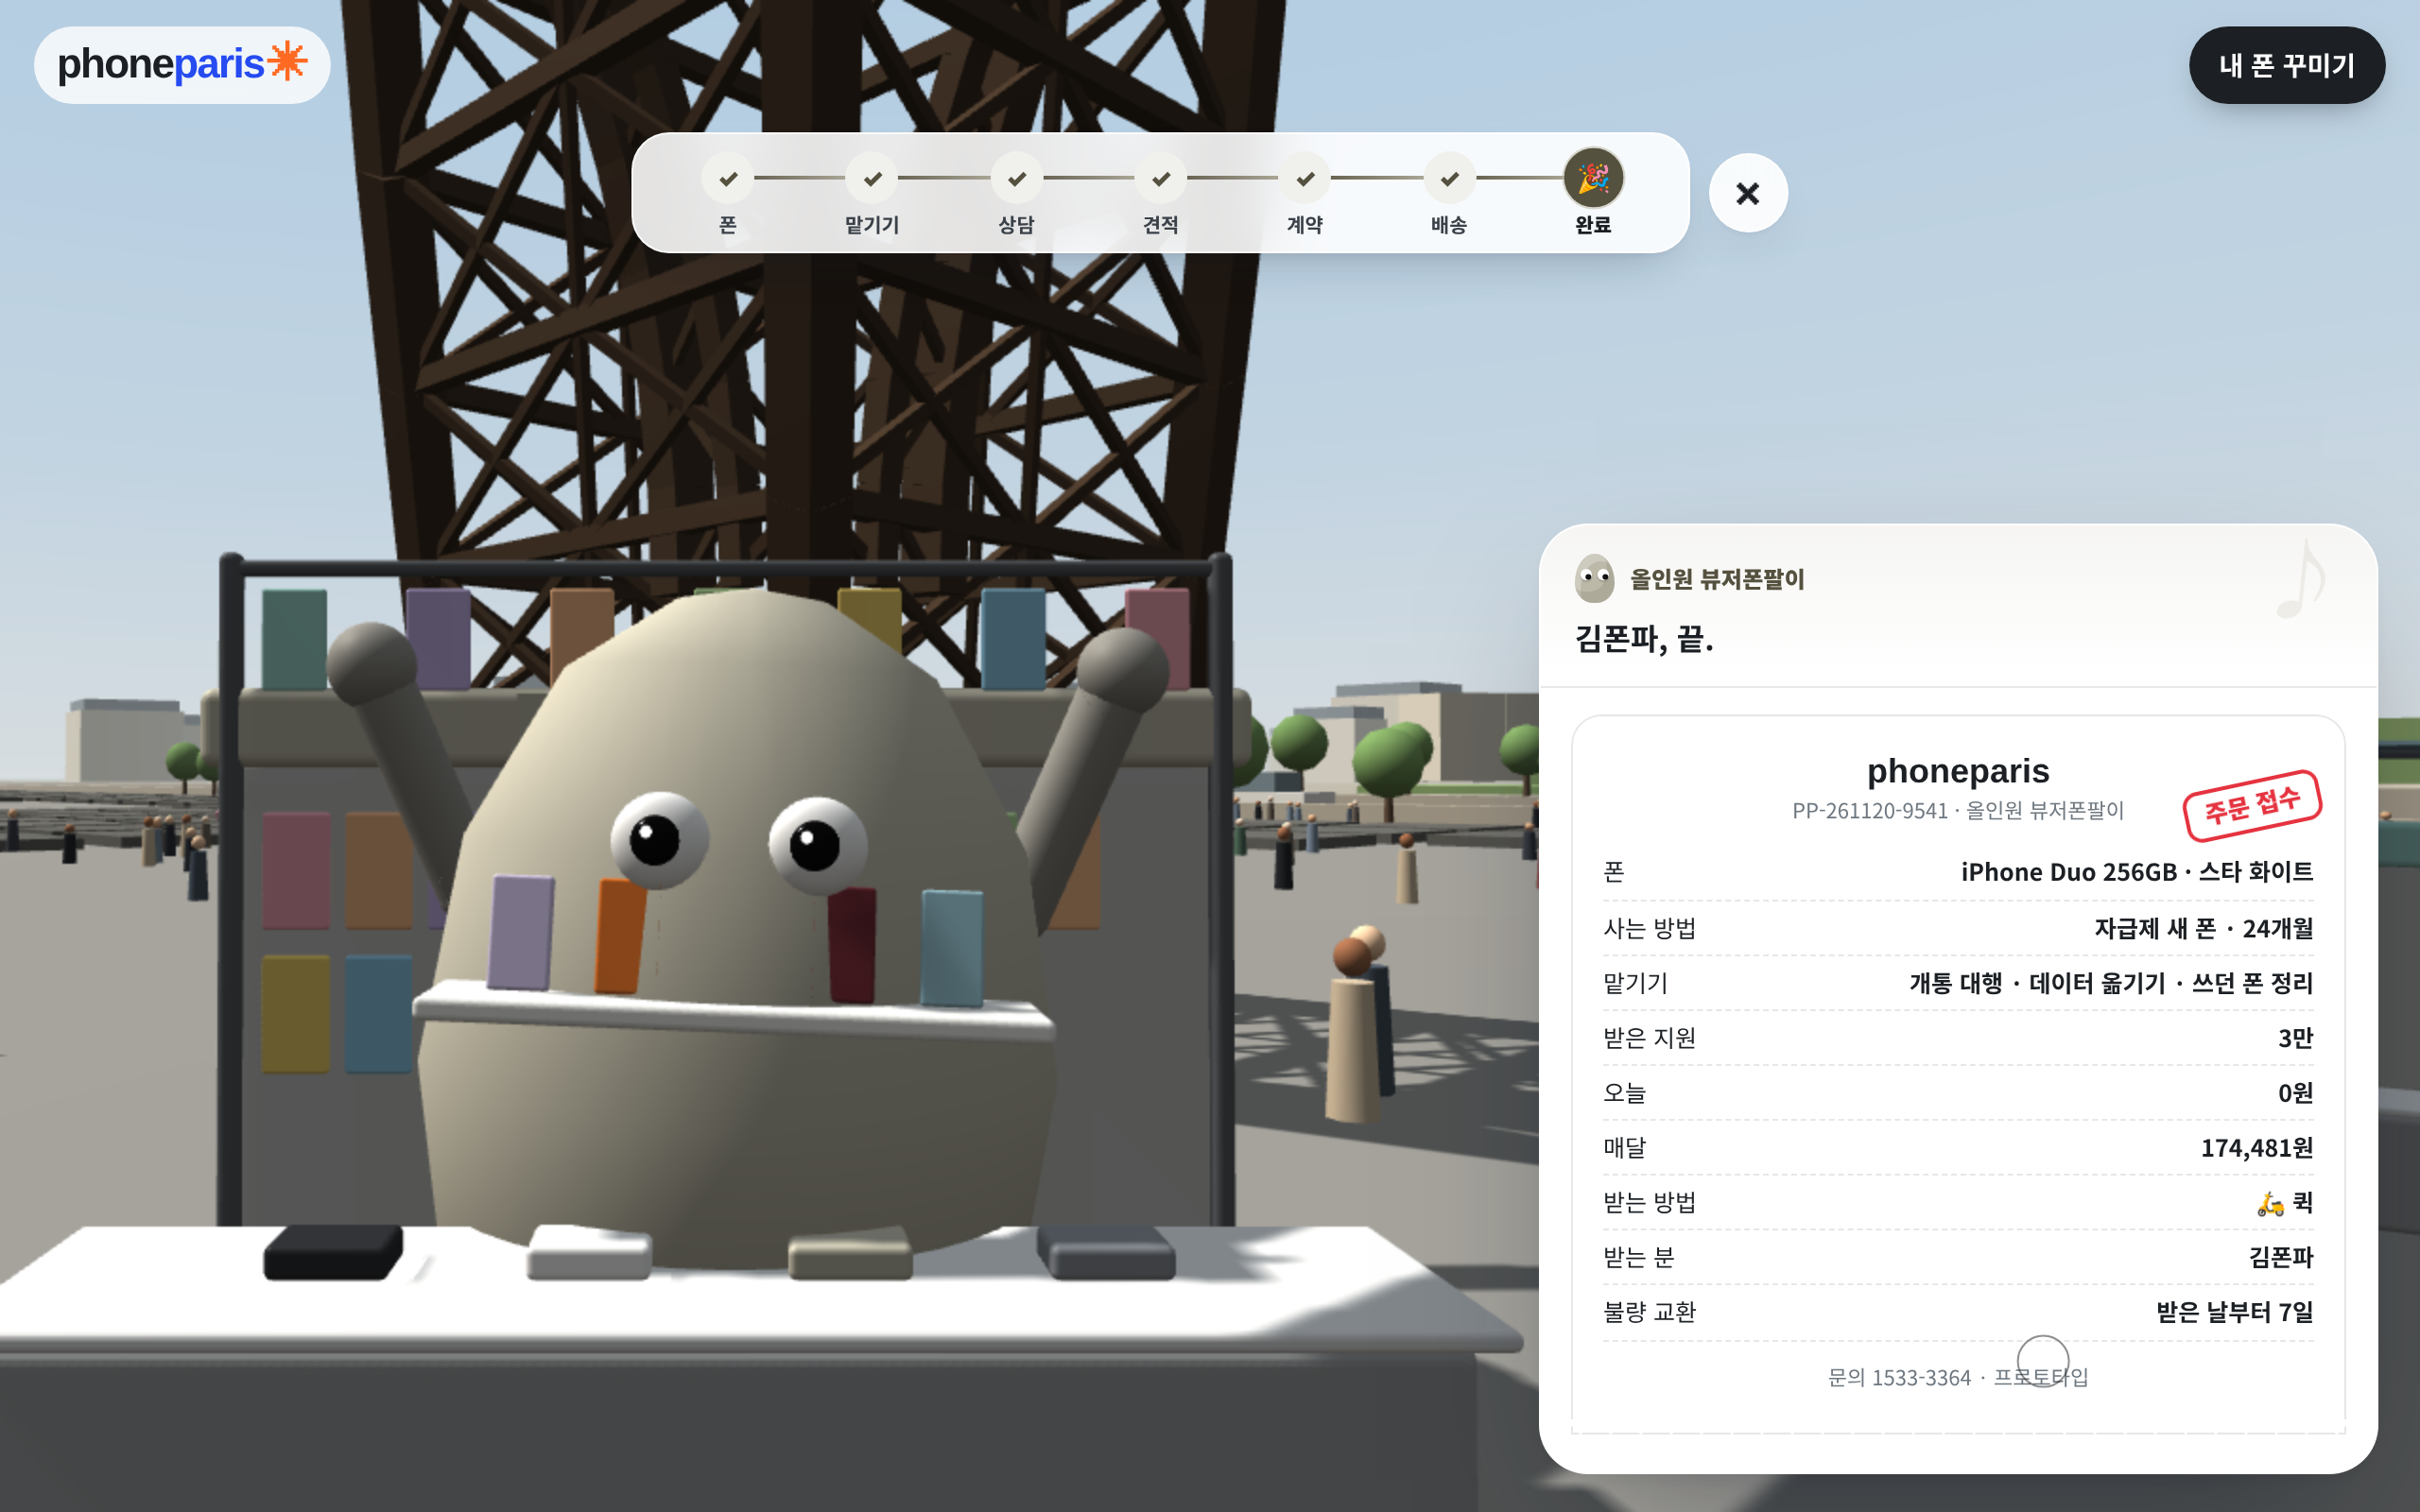 phoneparis
내 폰 꾸미기
폰
맡기기
상담
견적
계약
배송
완료
올인원 뷰저폰팔이
김폰파, 끝.
phoneparis
PP-261120-9541 · 올인원 뷰저폰팔이
주문 접수
폰 iPhone Duo 256GB · 스타 화이트
사는 방법 자급제 새 폰 · 24개월
맡기기 개통 대행 · 데이터 옮기기 · 쓰던 폰 정리
받은 지원 3만
오늘 0원
매달 174,481원
받는 방법 🛵 퀵
받는 분 김폰파
불량 교환 받은 날부터 7일
문의 1533-3364 · 프로토타입